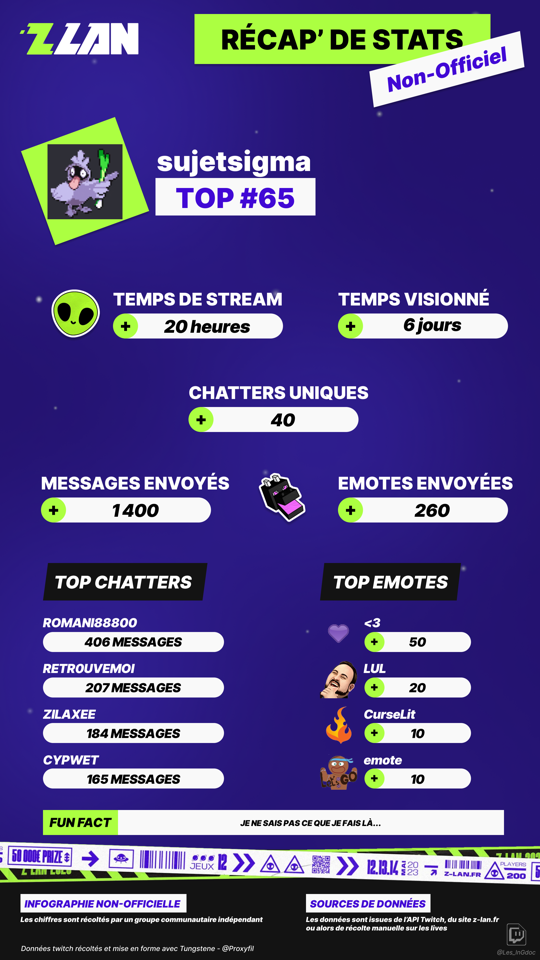 ZLAN
RÉCAP' DE STATS
Non-Officiel
sujetsigma
TOP #65
TEMPS DE STREAM
TEMPS VISIONNÉ
+ 20 heures
+ 6 jours
CHATTERS UNIQUES
+ 40
MESSAGES ENVOYÉS
EMOTES ENVOYÉES
+ 1 400
+ 260
TOP CHATTERS
TOP EMOTES
ROMANI88800
406 MESSAGES
<3
+ 50
RETROUVEMOI
207 MESSAGES
LUL
+ 20
ZILAXEE
184 MESSAGES
CurseLit
+ 10
CYPWET
165 MESSAGES
emote
+ 10
FUN FACT
JE NE SAIS PAS CE QUE JE FAIS LÀ...
50 000€ PRIZE
JEUX 12
12.13.14 MAI 2023
Z-LAN.FR
PLAYERS 200
INFOGRAPHIE NON-OFFICIELLE
Les chiffres sont récoltés par un groupe communautaire indépendant
SOURCES DE DONNÉES
Les données sont issues de l'API Twitch, du site z-lan.fr
ou alors de récolte manuelle sur les lives
Données twitch récoltés et mise en forme avec Tungstene - @Proxyfil
@Les_InGdoc